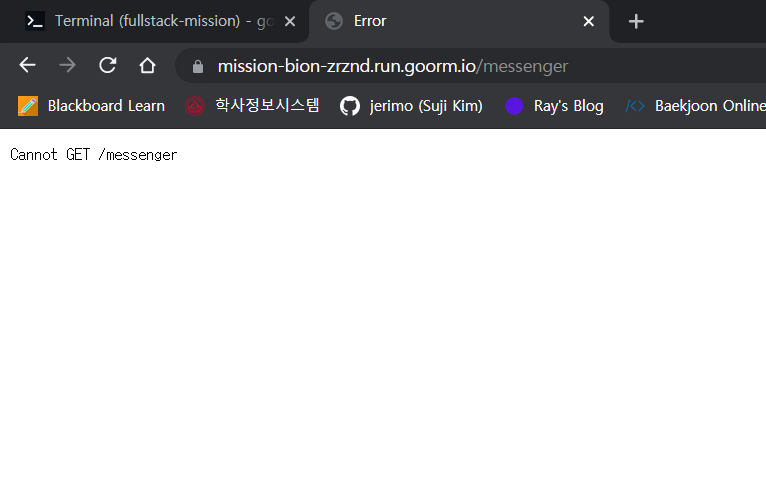 Terminal (fullstack-mission) - go
Error
mission-bion-zrznd.run.goorm.io/messenger
Blackboard Learn 학사정보시스템 jerimo (Suji Kim) Ray's Blog Baekjoon Online
Cannot GET /messenger